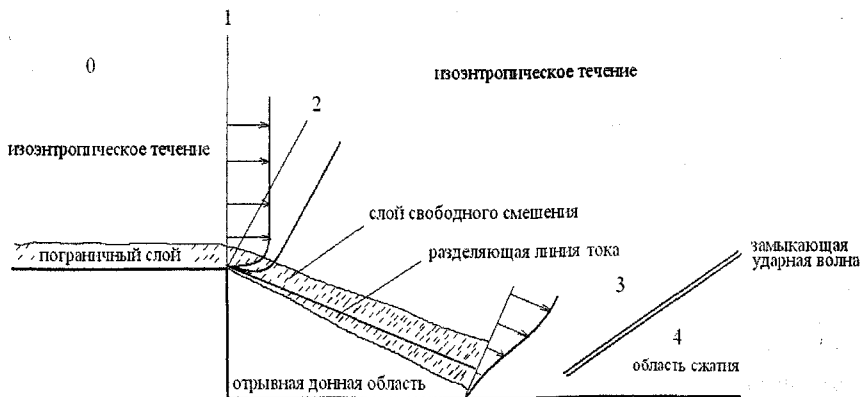 1
0
изоэнтропическое течение
2
изоэнтропическое течение
слой свободного смешения
пограничный слой
разделяющая линия тока
замыкающая
ударная волна
3
4
область сжатия
отрывная донная область